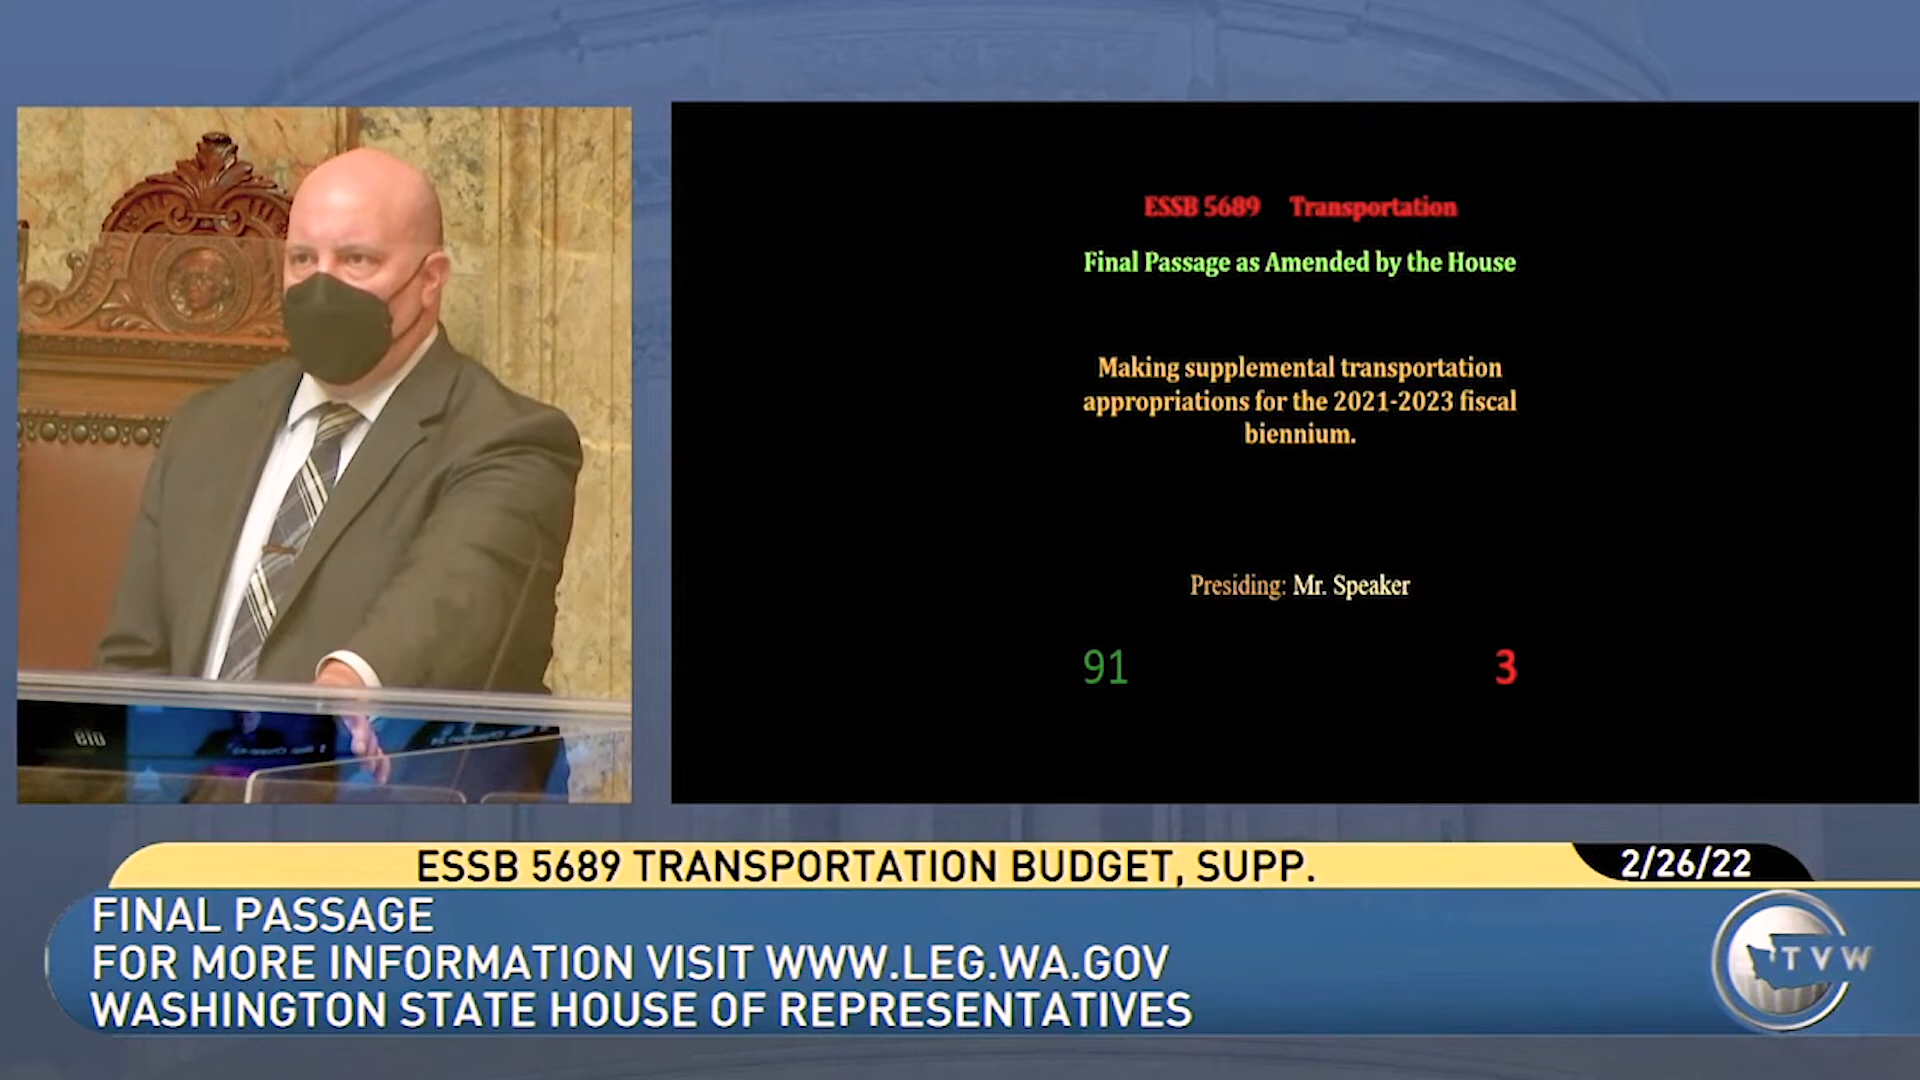 ESSB 5689 Transportation
Final Passage as Amended by the House
Making supplemental transportation
appropriations for the 2021-2023 fiscal
biennium.
Presiding: Mr. Speaker
91 3
elo
ESSB 5689 TRANSPORTATION BUDGET, SUPP. 2/26/22
FINAL PASSAGE
FOR MORE INFORMATION VISIT WWW.LEG.WA.GOV
WASHINGTON STATE HOUSE OF REPRESENTATIVES
TVW